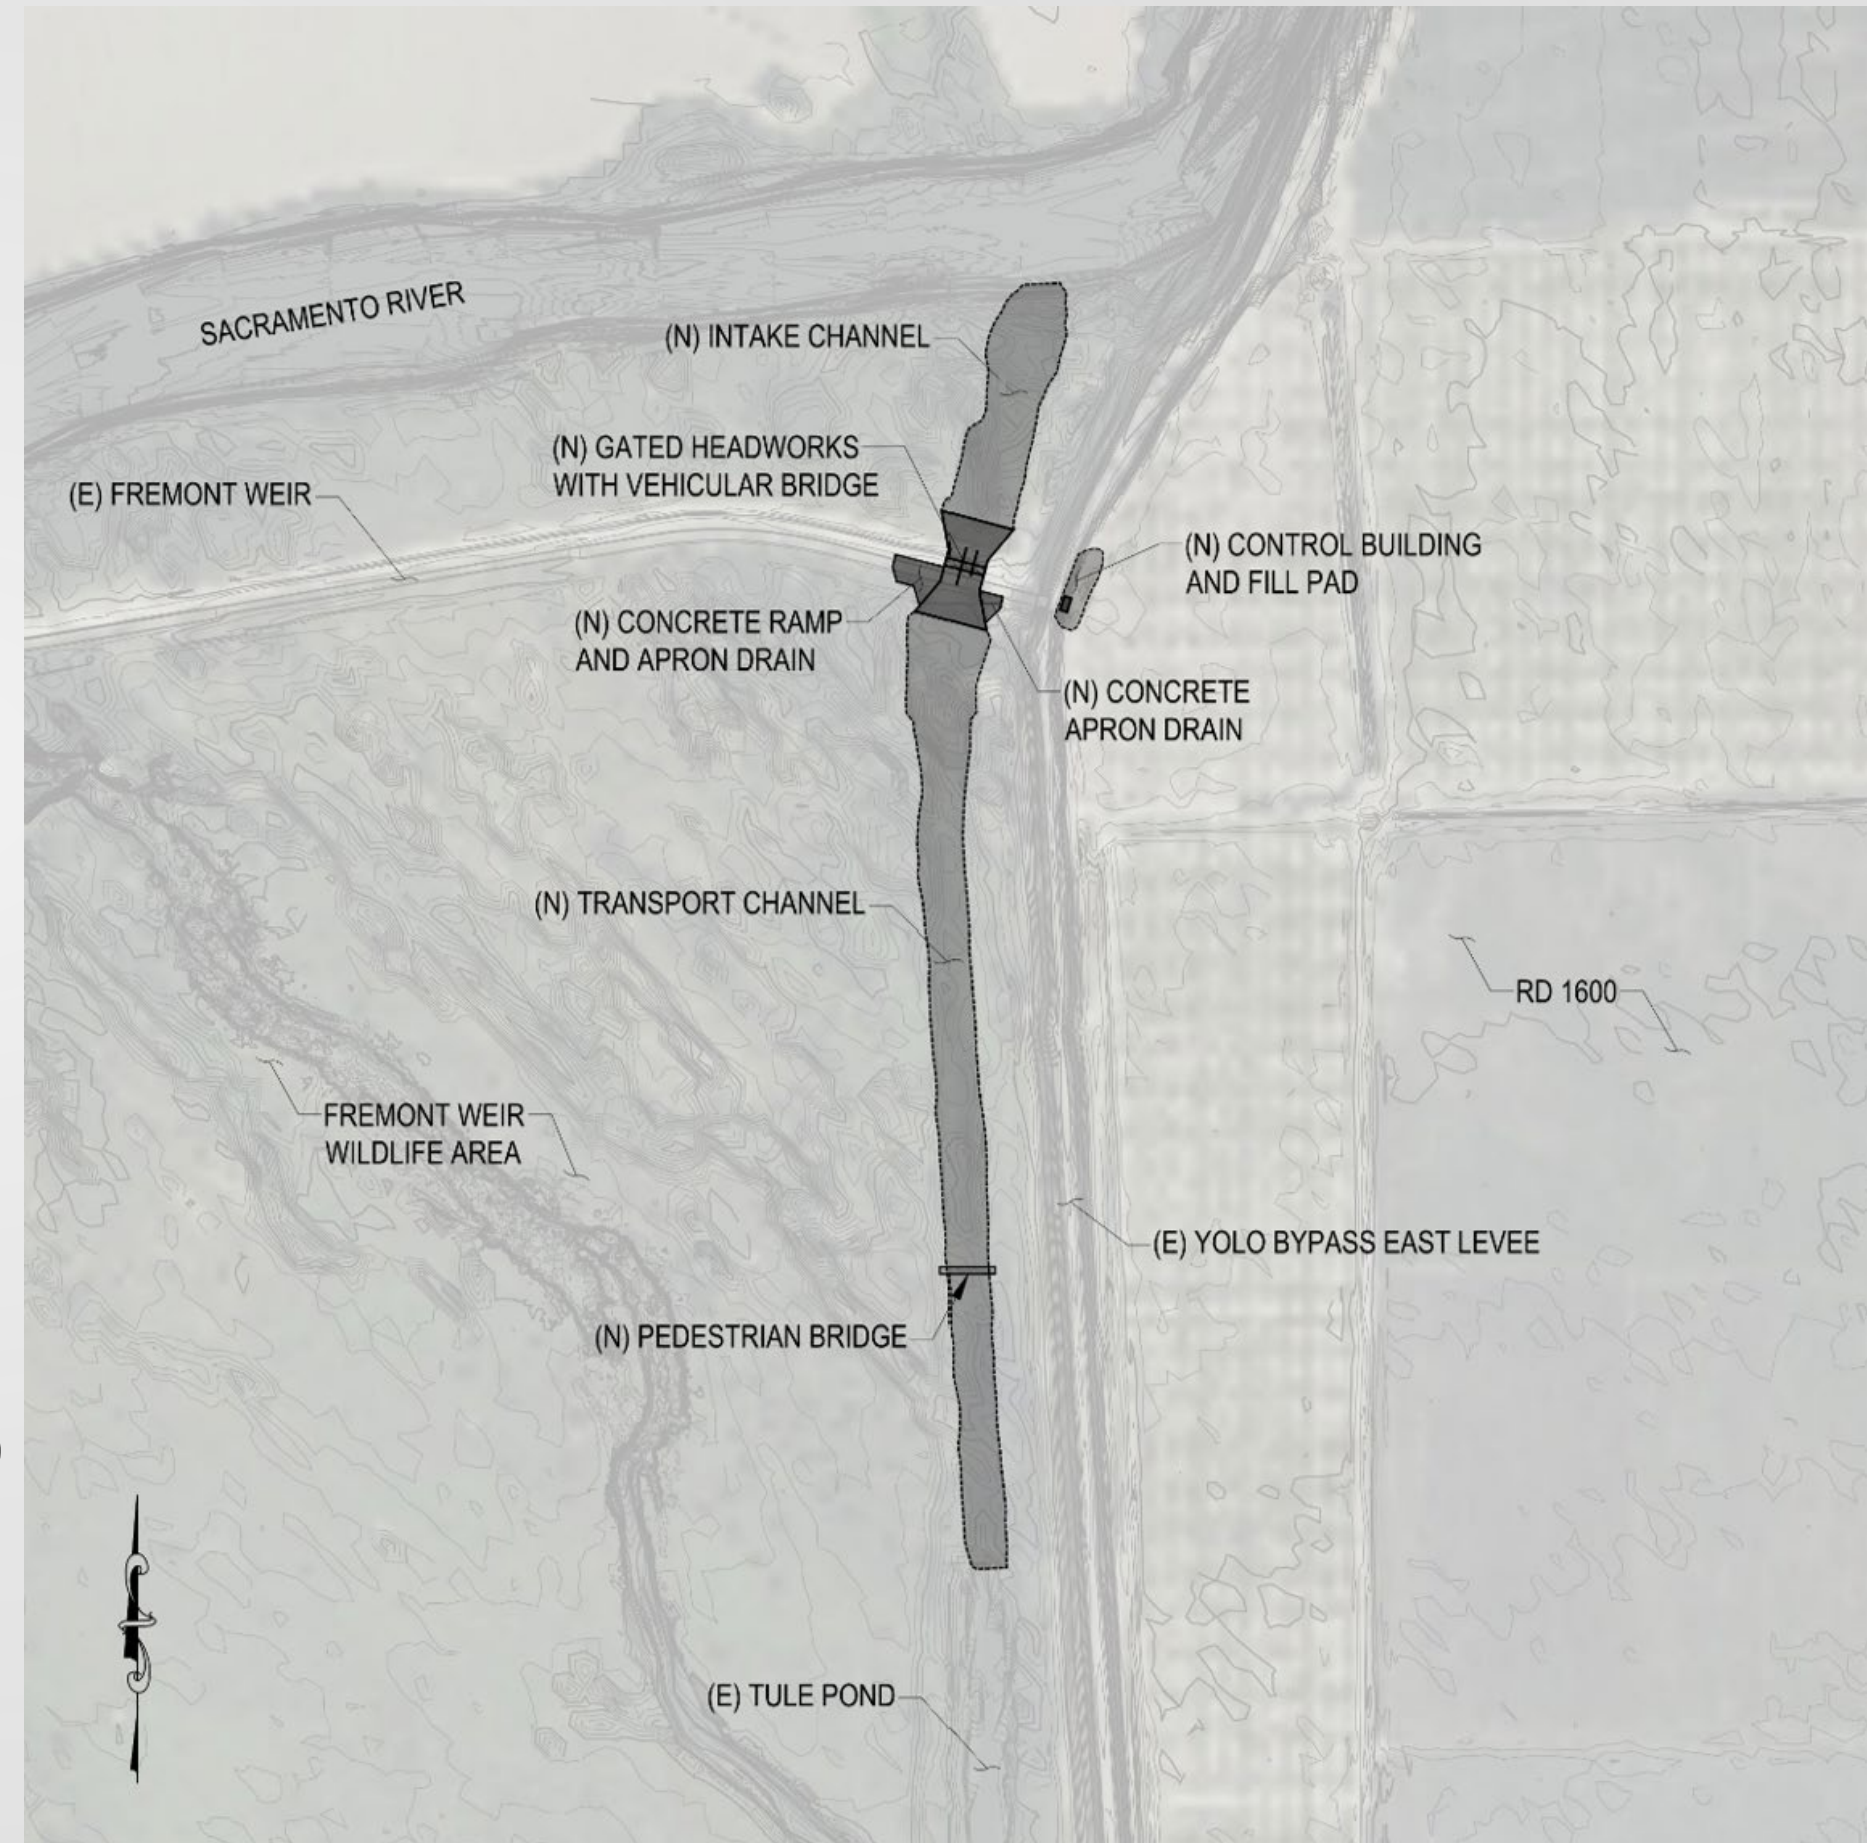 SACRAMENTO RIVER
(N) INTAKE CHANNEL
(N) GATED HEADWORKS
WITH VEHICULAR BRIDGE
(E) FREMONT WEIR
(N) CONTROL BUILDING
AND FILL PAD
(N) CONCRETE RAMP
AND APRON DRAIN
(N) CONCRETE
APRON DRAIN
(N) TRANSPORT CHANNEL
RD 1600
FREMONT WEIR
WILDLIFE AREA
(E) YOLO BYPASS EAST LEVEE
(N) PEDESTRIAN BRIDGE
(E) TULE POND